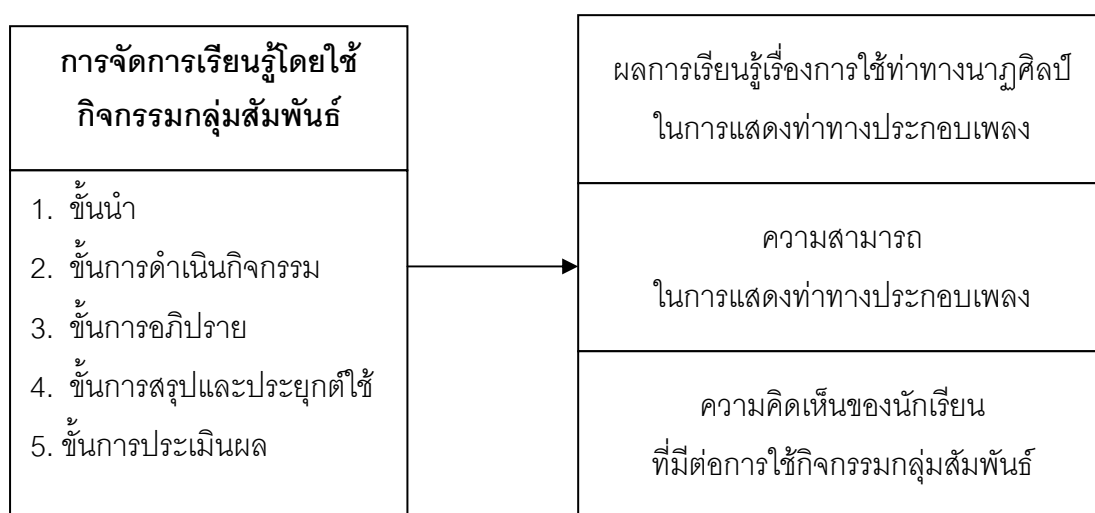 การจัดการเรียนรู้โดยใช้
กิจกรรมกลุ่มสัมพันธ์
1. ขั้นนำ
2. ขั้นการดำเนินกิจกรรม
3. ขั้นการอภิปราย
4. ขั้นการสรุปและประยุกต์ใช้
5. ขั้นการประเมินผล
ผลการเรียนรู้เรื่องการใช้ท่าทางนาฏศิลป์
ในการแสดงท่าทางประกอบเพลง
ความสามารถ
ในการแสดงท่าทางประกอบเพลง
ความคิดเห็นของนักเรียน
ที่มีต่อการใช้กิจกรรมกลุ่มสัมพันธ์